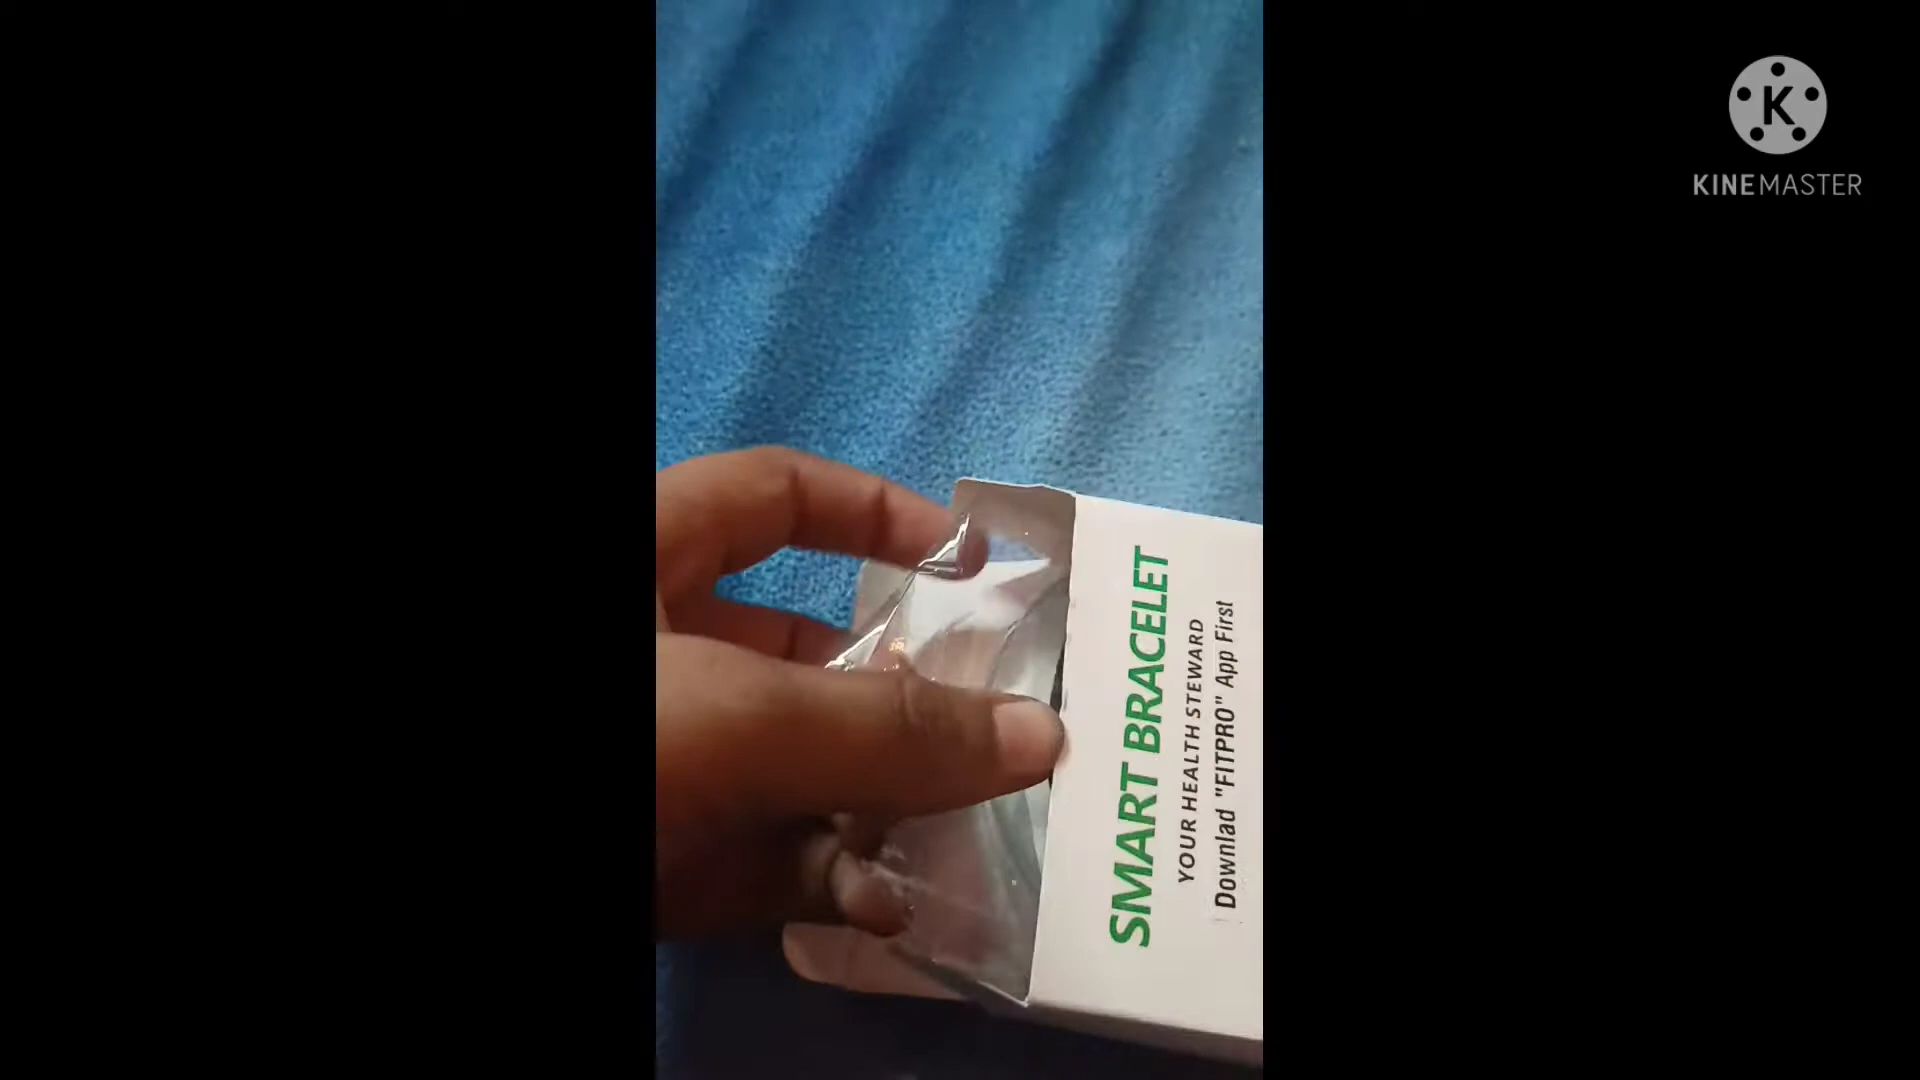 SMART BRACELET
YOUR HEALTH STEWARD
Downlad "FITPRO" App First
K
KINEMASTER